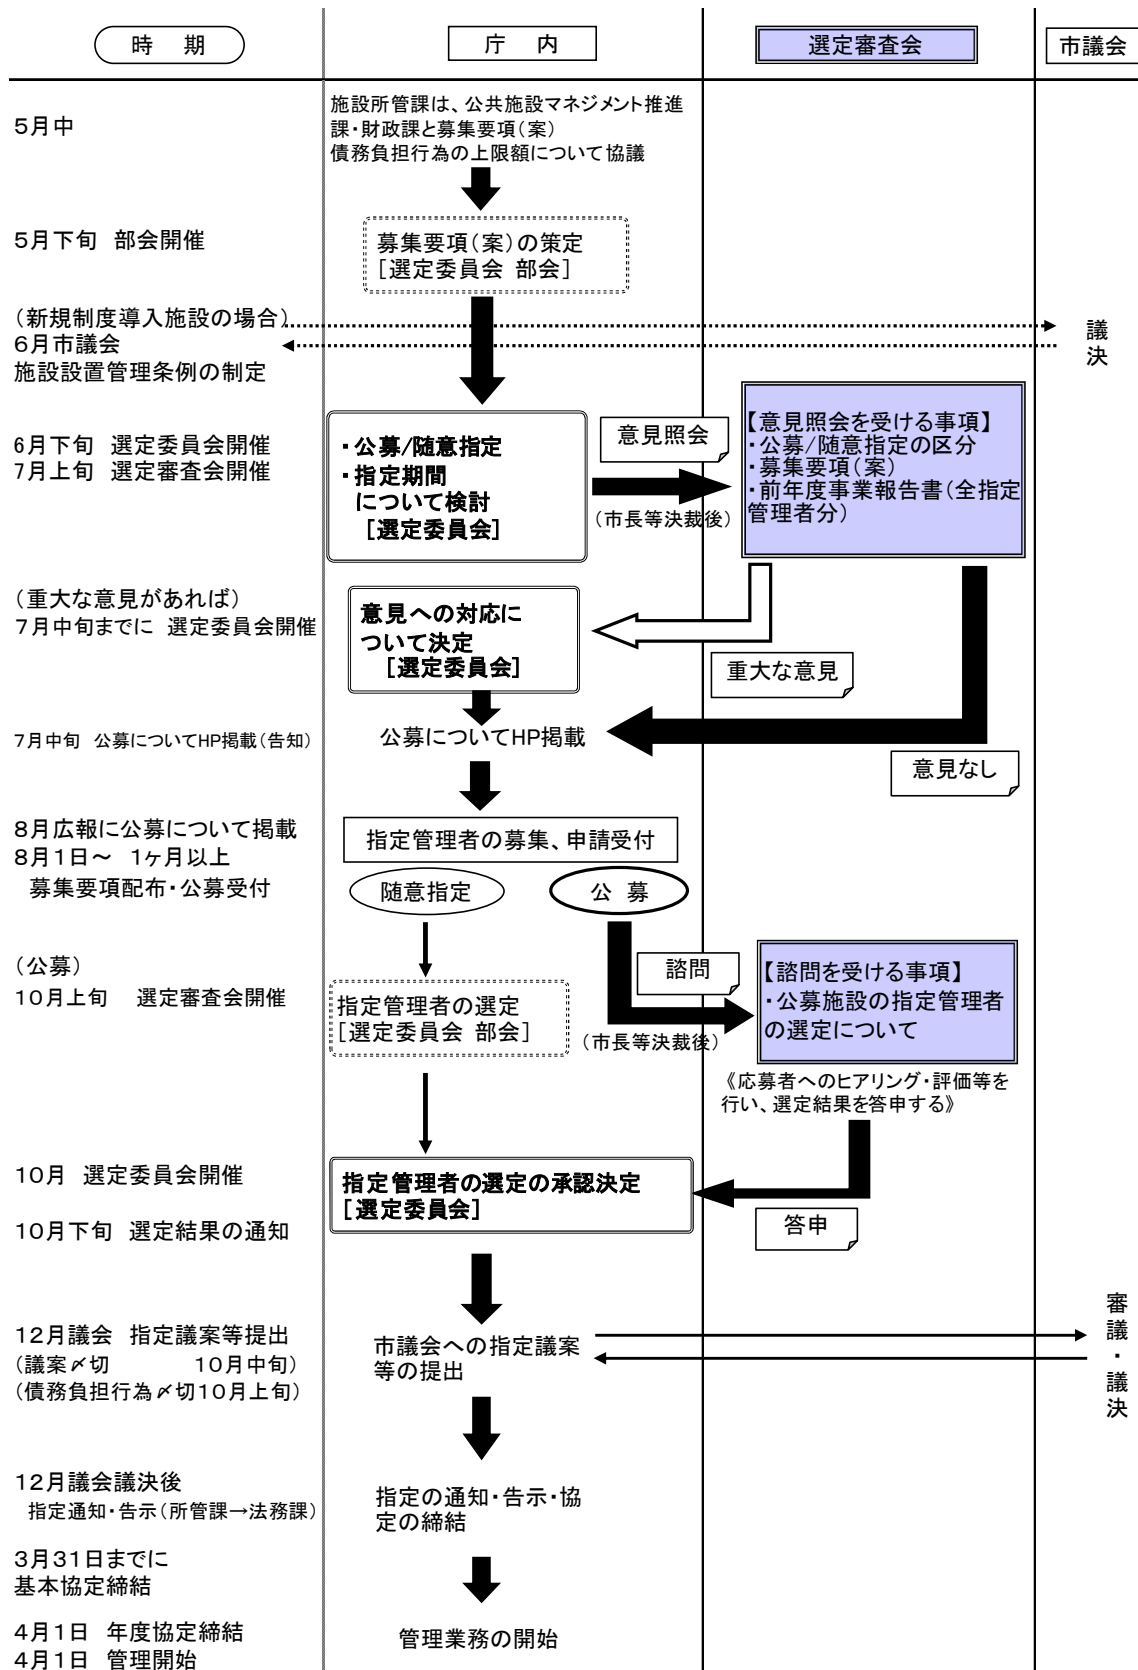 時　期
庁　内
選定審査会
市議会
5月中
施設所管課は、公共施設マネジメント推進
課・財政課と募集要項(案)
債務負担行為の上限額について協議
5月下旬　部会開催
募集要項(案)の策定
[選定委員会 部会]
(新規制度導入施設の場合)
6月市議会
施設設置管理条例の制定
議
決
6月下旬　選定委員会開催
7月上旬　選定審査会開催
・公募/随意指定
・指定期間
について検討
[選定委員会]
意見照会
(市長等決裁後)
【意見照会を受ける事項】
・公募/随意指定の区分
・募集要項(案)
・前年度事業報告書(全指定
管理者分)
(重大な意見があれば)
7月中旬までに　選定委員会開催
意見への対応に
ついて決定
[選定委員会]
重大な意見
7月中旬　公募についてHP掲載(告知)
公募についてHP掲載
意見なし
8月広報に公募について掲載
8月1日～　1ヶ月以上
募集要項配布・公募受付
指定管理者の募集、申請受付
随意指定
公　募
(公募)
10月上旬　選定審査会開催
指定管理者の選定
[選定委員会 部会]
諮問
(市長等決裁後)
【諮問を受ける事項】
・公募施設の指定管理者
の選定について
《応募者へのヒアリング・評価等を
行い、選定結果を答申する》
10月　選定委員会開催
10月下旬　選定結果の通知
指定管理者の選定の承認決定
[選定委員会]
答申
12月議会　指定議案等提出
(議案〆切　　　10月中旬)
(債務負担行為〆切10月上旬)
市議会への指定議案
等の提出
審
議
・
議
決
12月議会議決後
指定通知・告示(所管課→法務課)
指定の通知・告示・協
定の締結
3月31日までに
基本協定締結
4月1日　年度協定締結
4月1日　管理開始
管理業務の開始